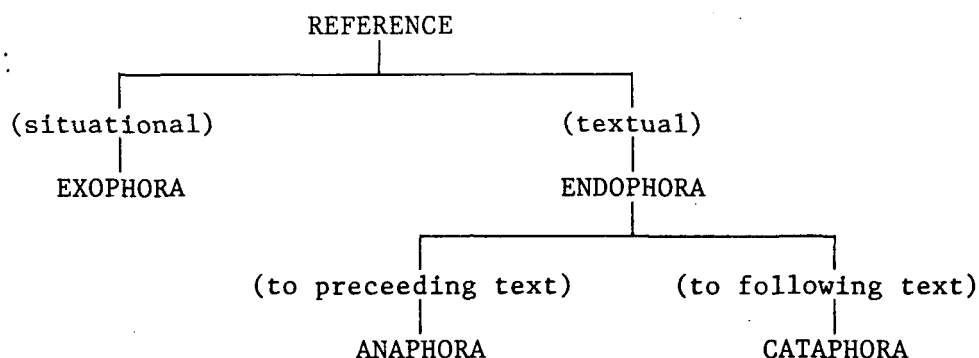 REFERENCE
(situational) (textual)
EXOPHORA ENDOPHORA
(to preceeding text) (to following text)
ANAPHORA CATAPHORA